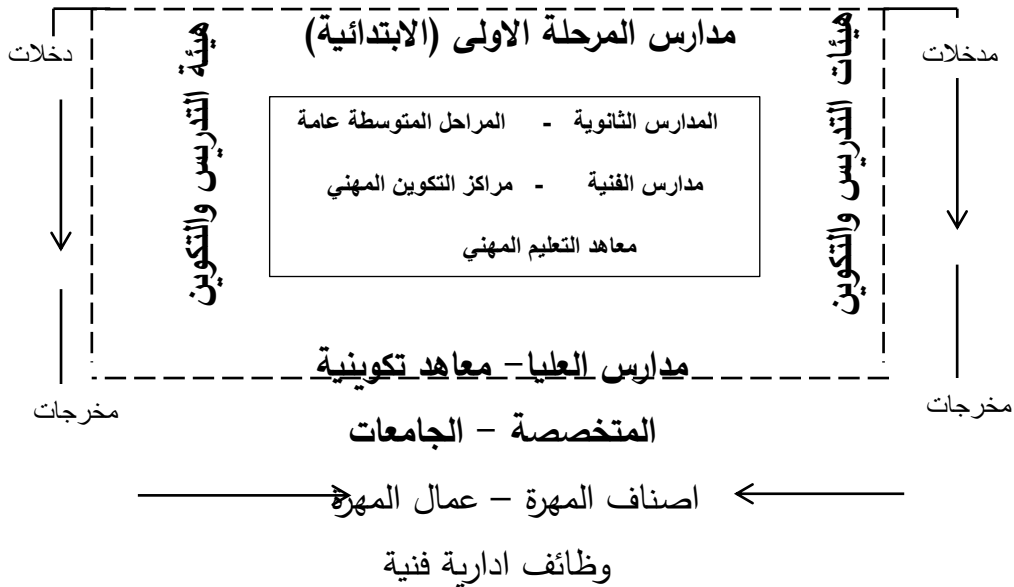 مدارس المرحلة الاولى (الابتدائية)
مدخلات
دخلات
هيئات التدريس والتكوين
هيئة التدريس والتكوين
المدارس الثانوية - المراحل المتوسطة عامة
مدارس الفنية - مراكز التكوين المهني
معاهد التعليم المهني
مدارس العليا – معاهد تكوينية
مخرجات
مخرجات
المتخصصة – الجامعات
اصناف المهرة – عمال المهرة
وظائف ادارية فنية